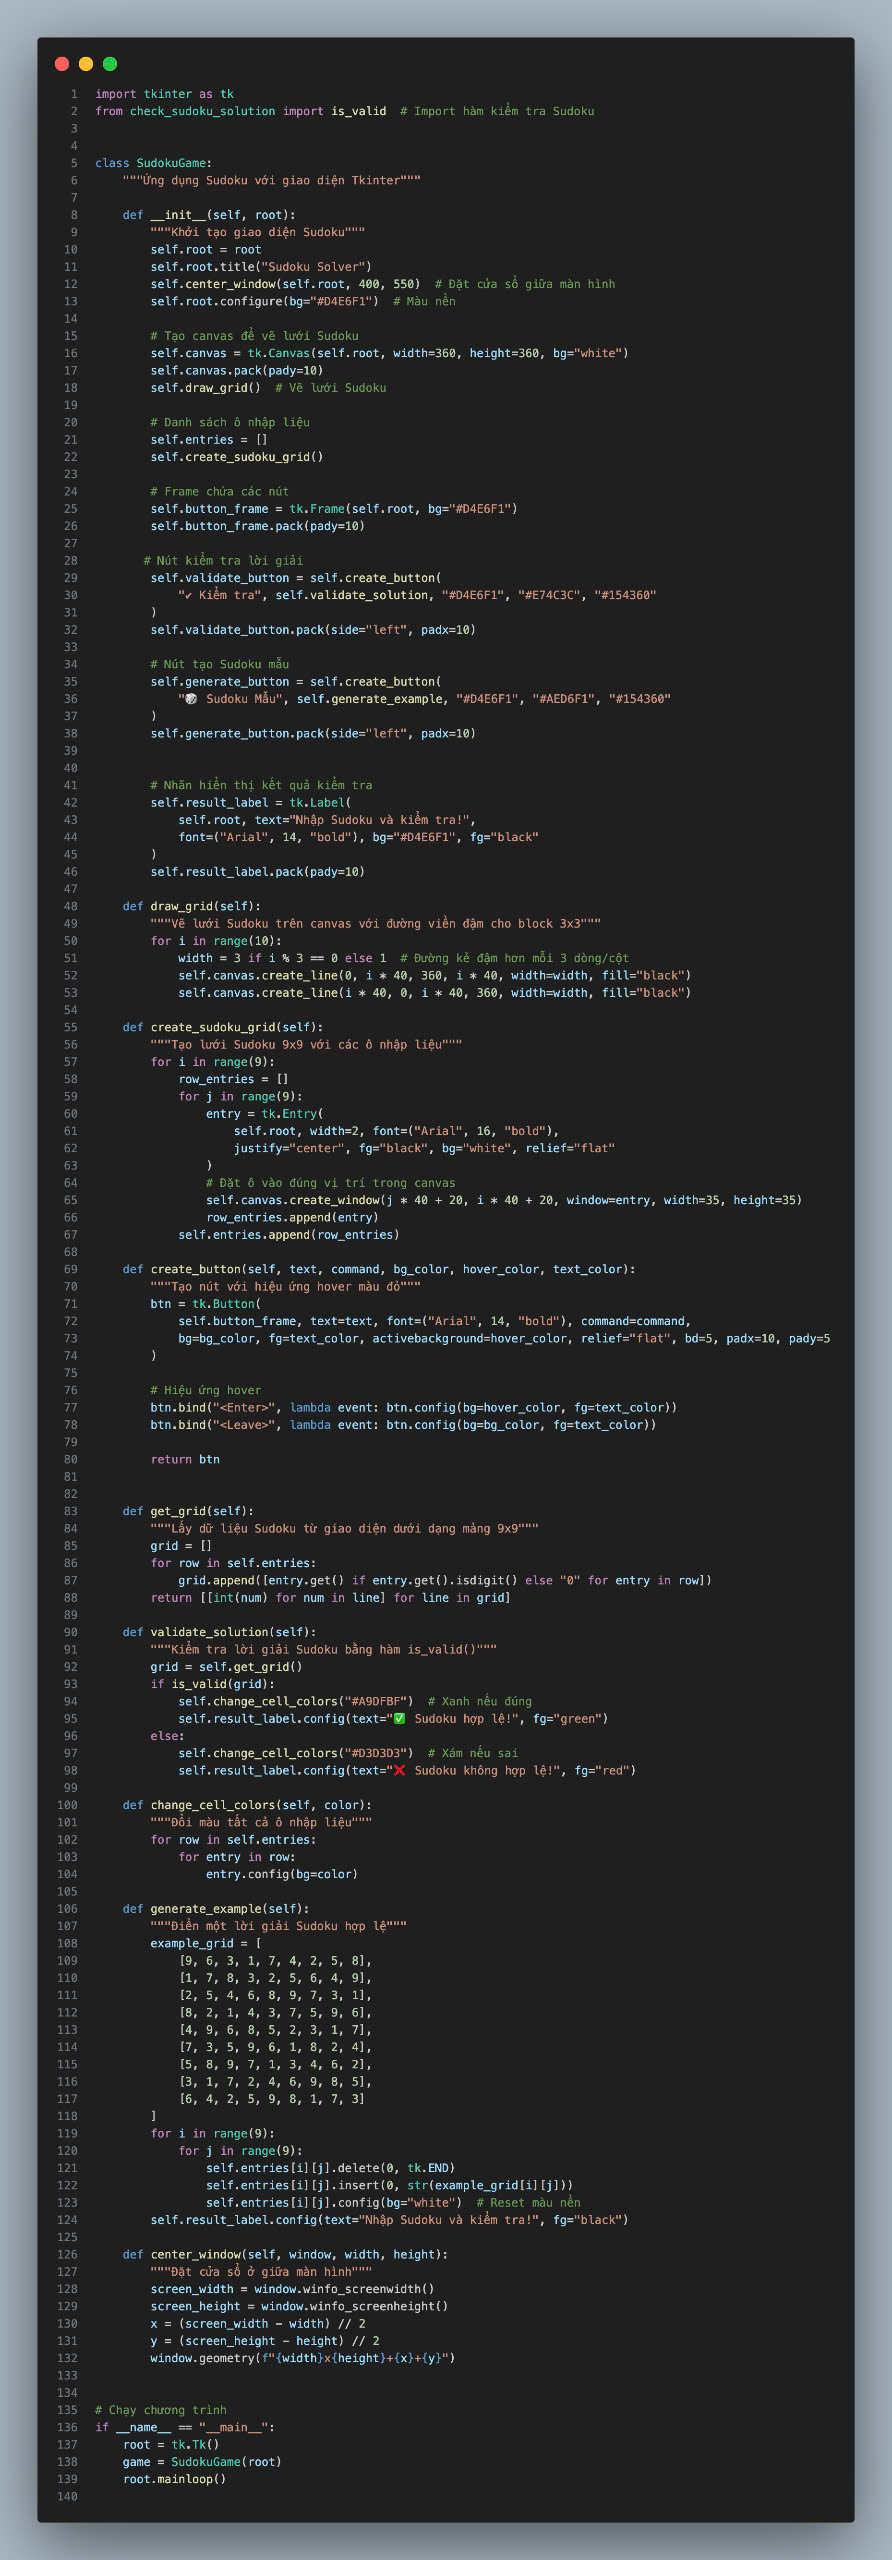 1 import tkinter as tk
2 from check_sudoku_solution import is_valid  # Import hàm kiểm tra Sudoku
3
4
5 class SudokuGame:
6     """Ứng dụng Sudoku với giao diện Tkinter"""
7
8     def __init__(self, root):
9         """Khởi tạo giao diện Sudoku"""
10         self.root = root
11         self.root.title("Sudoku Solver")
12         self.center_window(self.root, 400, 550)  # Đặt cửa sổ giữa màn hình
13         self.root.configure(bg="#D4E6F1")  # Màu nền
14
15         # Tạo canvas để vẽ lưới Sudoku
16         self.canvas = tk.Canvas(self.root, width=360, height=360, bg="white")
17         self.canvas.pack(pady=10)
18         self.draw_grid()  # Vẽ lưới Sudoku
19
20         # Danh sách ô nhập liệu
21         self.entries = []
22         self.create_sudoku_grid()
23
24         # Frame chứa các nút
25         self.button_frame = tk.Frame(self.root, bg="#D4E6F1")
26         self.button_frame.pack(pady=10)
27
28        # Nút kiểm tra lời giải
29         self.validate_button = self.create_button(
30             "✔ Kiểm tra", self.validate_solution, "#D4E6F1", "#E74C3C", "#154360"
31         )
32         self.validate_button.pack(side="left", padx=10)
33
34         # Nút tạo Sudoku mẫu
35         self.generate_button = self.create_button(
36             "🎲 Sudoku Mẫu", self.generate_example, "#D4E6F1", "#AED6F1", "#154360"
37         )
38         self.generate_button.pack(side="left", padx=10)
39
40
41         # Nhãn hiển thị kết quả kiểm tra
42         self.result_label = tk.Label(
43             self.root, text="Nhập Sudoku và kiểm tra!",
44             font=("Arial", 14, "bold"), bg="#D4E6F1", fg="black"
45         )
46         self.result_label.pack(pady=10)
47
48     def draw_grid(self):
49         """Vẽ lưới Sudoku trên canvas với đường viền đậm cho block 3x3"""
50         for i in range(10):
51             width = 3 if i % 3 == 0 else 1  # Đường kẻ đậm hơn mỗi 3 dòng/cột
52             self.canvas.create_line(0, i * 40, 360, i * 40, width=width, fill="black")
53             self.canvas.create_line(i * 40, 0, i * 40, 360, width=width, fill="black")
54
55     def create_sudoku_grid(self):
56         """Tạo lưới Sudoku 9x9 với các ô nhập liệu"""
57         for i in range(9):
58             row_entries = []
59             for j in range(9):
60                 entry = tk.Entry(
61                     self.root, width=2, font=("Arial", 16, "bold"),
62                     justify="center", fg="black", bg="white", relief="flat"
63                 )
64                 # Đặt ô vào đúng vị trí trong canvas
65                 self.canvas.create_window(j * 40 + 20, i * 40 + 20, window=entry, width=35, height=35)
66                 row_entries.append(entry)
67             self.entries.append(row_entries)
68
69     def create_button(self, text, command, bg_color, hover_color, text_color):
70         """Tạo nút với hiệu ứng hover màu đỏ"""
71         btn = tk.Button(
72             self.button_frame, text=text, font=("Arial", 14, "bold"), command=command,
73             bg=bg_color, fg=text_color, activebackground=hover_color, relief="flat", bd=5, padx=10, pady=5
74         )
75
76         # Hiệu ứng hover
77         btn.bind("<Enter>", lambda event: btn.config(bg=hover_color, fg=text_color))
78         btn.bind("<Leave>", lambda event: btn.config(bg=bg_color, fg=text_color))
79
80         return btn
81
82
83     def get_grid(self):
84         """Lấy dữ liệu Sudoku từ giao diện dưới dạng mảng 9x9"""
85         grid = []
86         for row in self.entries:
87             grid.append([entry.get() if entry.get().isdigit() else "0" for entry in row])
88         return [[int(num) for num in line] for line in grid]
89
90     def validate_solution(self):
91         """Kiểm tra lời giải Sudoku bằng hàm is_valid()"""
92         grid = self.get_grid()
93         if is_valid(grid):
94             self.change_cell_colors("#A9DFBF")  # Xanh nếu đúng
95             self.result_label.config(text="✅ Sudoku hợp lệ!", fg="green")
96         else:
97             self.change_cell_colors("#D3D3D3")  # Xám nếu sai
98             self.result_label.config(text="❌ Sudoku không hợp lệ!", fg="red")
99
100     def change_cell_colors(self, color):
101         """Đổi màu tất cả ô nhập liệu"""
102         for row in self.entries:
103             for entry in row:
104                 entry.config(bg=color)
105
106     def generate_example(self):
107         """Điền một lời giải Sudoku hợp lệ"""
108         example_grid = [
109             [9, 6, 3, 1, 7, 4, 2, 5, 8],
110             [1, 7, 8, 3, 2, 5, 6, 4, 9],
111             [2, 5, 4, 6, 8, 9, 7, 3, 1],
112             [8, 2, 1, 4, 3, 7, 5, 9, 6],
113             [4, 9, 6, 8, 5, 2, 3, 1, 7],
114             [7, 3, 5, 9, 6, 1, 8, 2, 4],
115             [5, 8, 9, 7, 1, 3, 4, 6, 2],
116             [3, 1, 7, 2, 4, 6, 9, 8, 5],
117             [6, 4, 2, 5, 9, 8, 1, 7, 3]
118         ]
119         for i in range(9):
120             for j in range(9):
121                 self.entries[i][j].delete(0, tk.END)
122                 self.entries[i][j].insert(0, str(example_grid[i][j]))
123                 self.entries[i][j].config(bg="white")  # Reset màu nền
124         self.result_label.config(text="Nhập Sudoku và kiểm tra!", fg="black")
125
126     def center_window(self, window, width, height):
127         """Đặt cửa sổ ở giữa màn hình"""
128         screen_width = window.winfo_screenwidth()
129         screen_height = window.winfo_screenheight()
130         x = (screen_width - width) // 2
131         y = (screen_height - height) // 2
132         window.geometry(f"{width}x{height}+{x}+{y}")
133
134
135 # Chạy chương trình
136 if __name__ == "__main__":
137     root = tk.Tk()
138     game = SudokuGame(root)
139     root.mainloop()
140